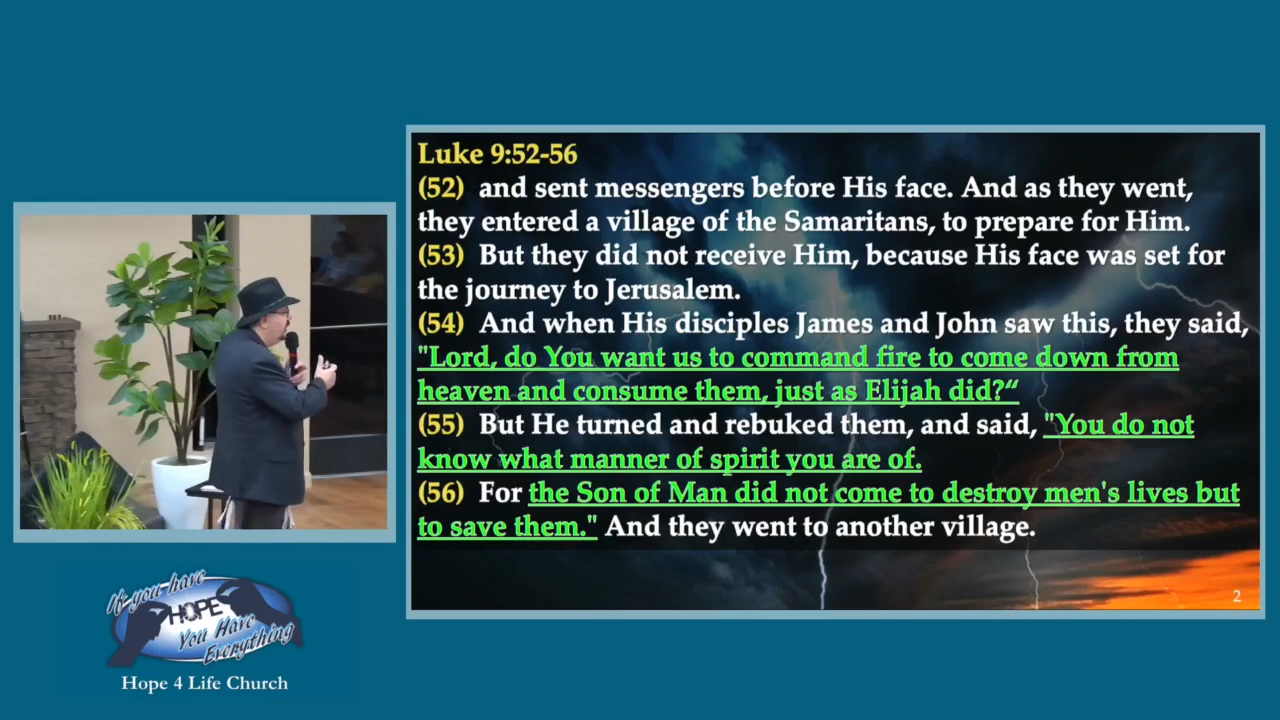 Luke 9:52-56
(52) and sent messengers before His face. And as they went,
they entered a village of the Samaritans, to prepare for Him.
(53) But they did not receive Him, because His face was set for
the journey to Jerusalem.
(54) And when His disciples James and John saw this, they said,
"Lord, do You want us to command fire to come down from
heaven and consume them, just as Elijah did?“
(55) But He turned and rebuked them, and said, "You do not
know what manner of spirit you are of.
(56) For the Son of Man did not come to destroy men's lives but
to save them." And they went to another village.
2
If you have
HOPE
You Have
Everything
Hope 4 Life Church